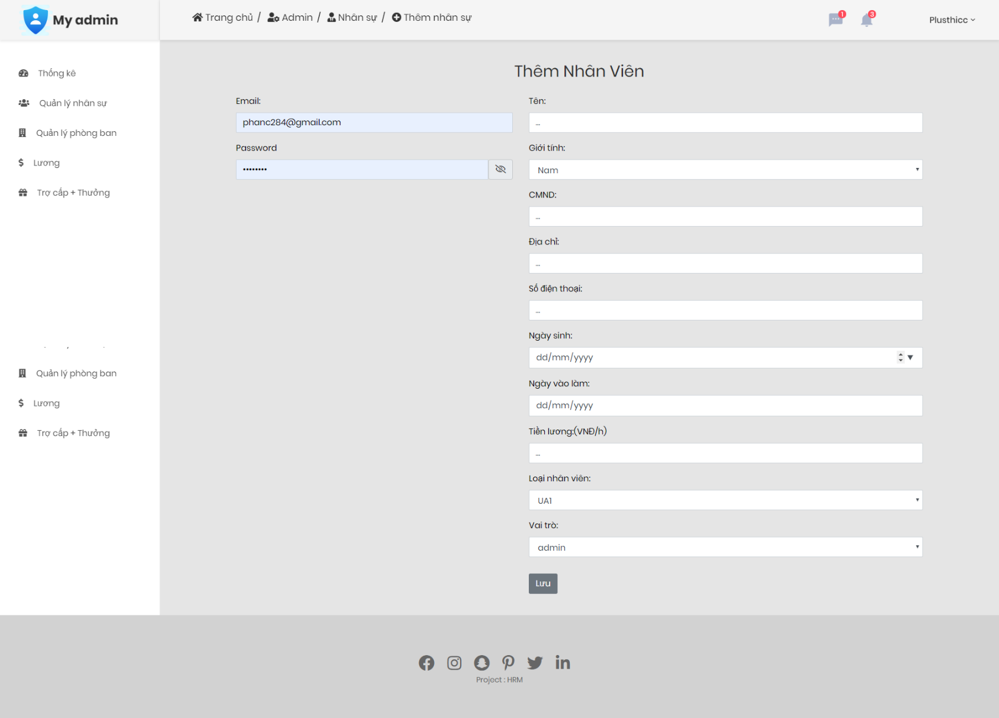 My admin
Trang chủ / Admin / Nhân sự / Thêm nhân sự
1
3
Plusthicc
Thống kê
Quản lý nhân sự
Quản lý phòng ban
Lương
Trợ cấp + Thưởng
Quản lý phòng ban
Lương
Trợ cấp + Thưởng
Thêm Nhân Viên
Email:
phanc284@gmail.com
Password
••••••••
Tên:
...
Giới tính:
Nam
CMND:
...
Địa chỉ:
...
Số điện thoại:
...
Ngày sinh:
dd/mm/yyyy
Ngày vào làm:
dd/mm/yyyy
Tiền lương:(VNĐ/h)
...
Loại nhân viên:
UA1
Vai trò:
admin
Lưu
Project : HRM